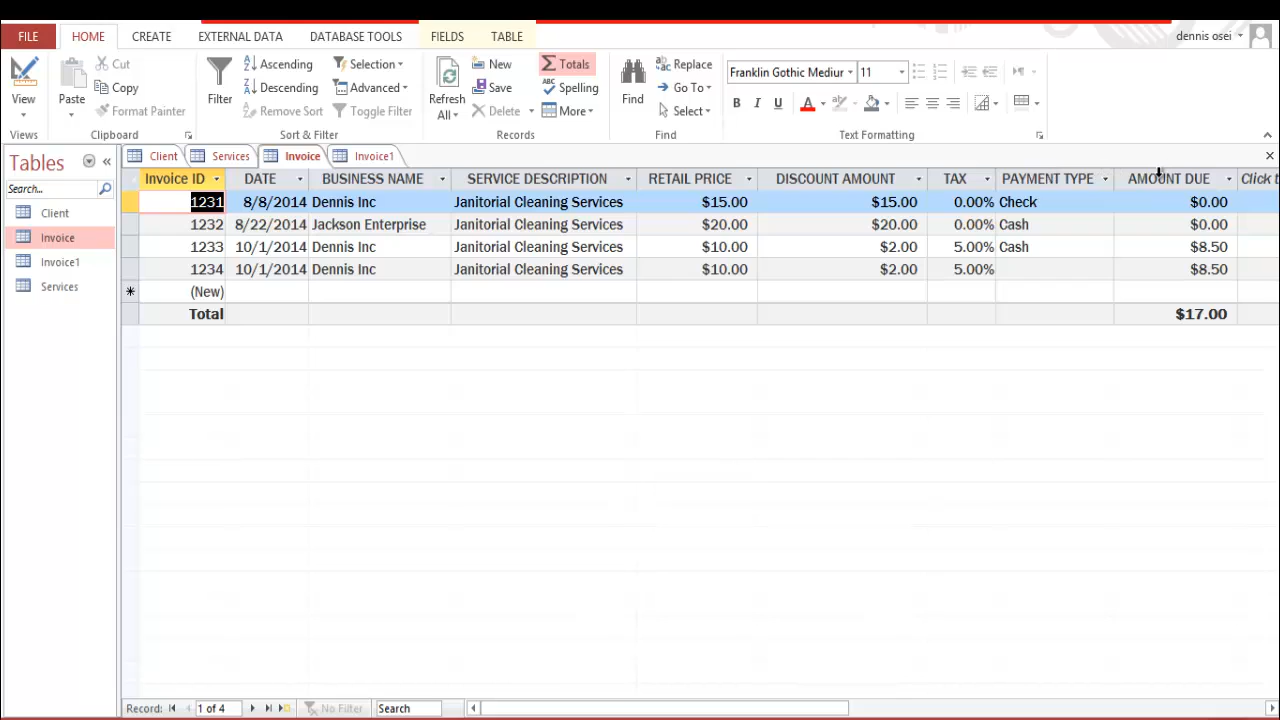 FILE HOME CREATE EXTERNAL DATA DATABASE TOOLS FIELDS TABLE dennis osei
View
Views
Paste
Cut
Copy
Format Painter
Clipboard
Filter
Ascending
Descending
Remove Sort
Selection
Advanced
Toggle Filter
Sort & Filter
Refresh
All
New
Save
Delete
Totals
Spelling
More
Records
Find
Replace
Go To
Select
Find
Franklin Gothic Mediur 11
B I U A
Text Formatting
Tables
Search...
Client
Invoice
Invoice1
Services
Client Services Invoice Invoice1
Invoice ID DATE BUSINESS NAME SERVICE DESCRIPTION RETAIL PRICE DISCOUNT AMOUNT TAX PAYMENT TYPE AMOUNT DUE Click t
1231 8/8/2014 Dennis Inc Janitorial Cleaning Services $15.00 $15.00 0.00% Check $0.00
1232 8/22/2014 Jackson Enterprise Janitorial Cleaning Services $20.00 $20.00 0.00% Cash $0.00
1233 10/1/2014 Dennis Inc Janitorial Cleaning Services $10.00 $2.00 5.00% Cash $8.50
1234 10/1/2014 Dennis Inc Janitorial Cleaning Services $10.00 $2.00 5.00% $8.50
* (New)
Total $17.00
Record: 1 of 4 No Filter Search